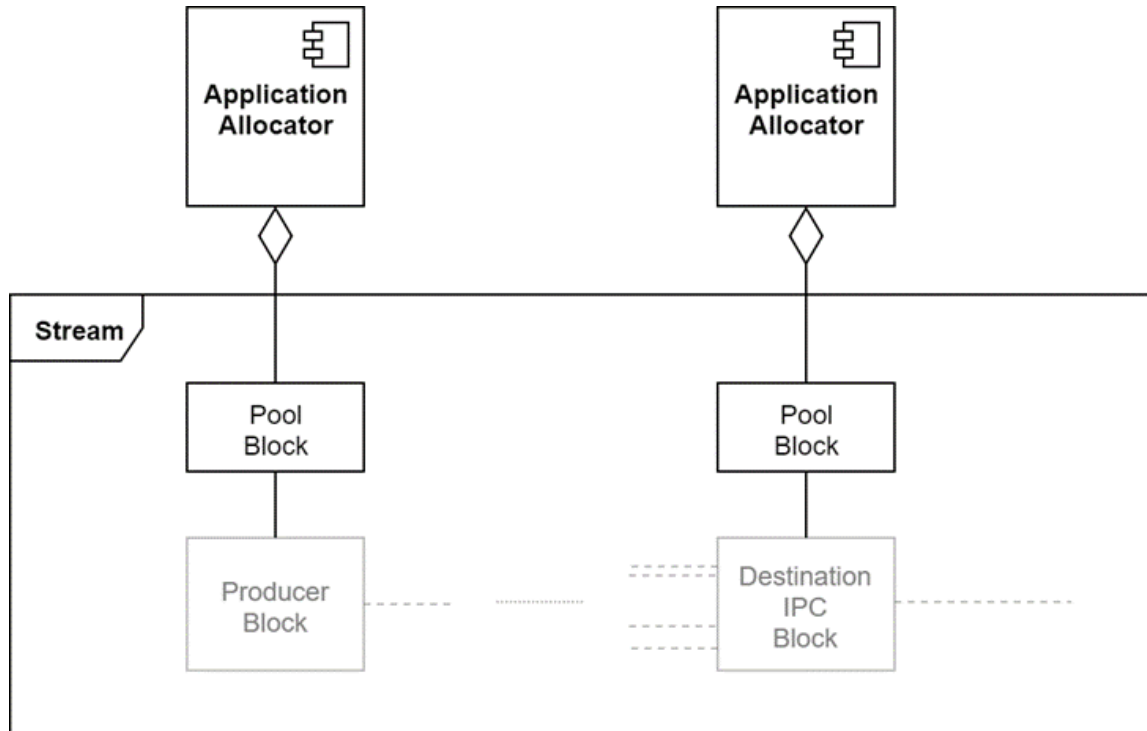 Application
Allocator
Application
Allocator
Stream
Pool
Block
Pool
Block
Producer
Block
Destination
IPC
Block